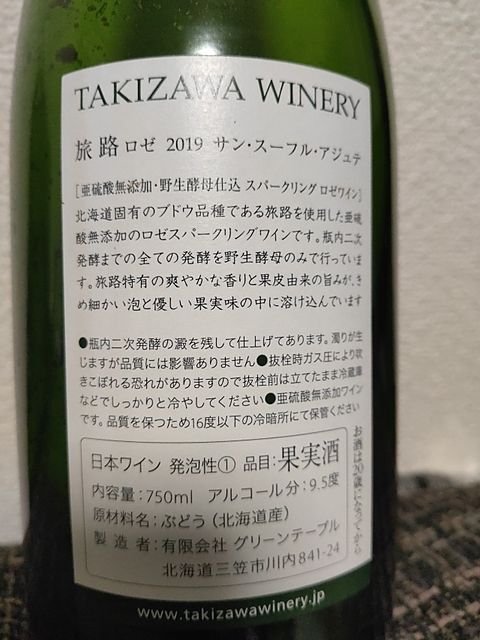 TAKIZAWA WINERY
旅路 ロゼ 2019 サン・スーフル・アジュテ
[亜硫酸無添加・野生酵母仕込 スパークリング ロゼワイン]
北海道固有のブドウ品種である旅路を使用した亜硫
酸無添加のロゼスパークリングワインです。瓶内二次
発酵までの全ての発酵を野生酵母のみで行っていま
す。旅路特有の爽やかな香りと果皮由来の旨みが、き
め細かい泡と優しい果実味の中に溶け込んでいます
●瓶内二次発酵の澱を残して仕上げてあります。濁りが生
じますが品質には影響ありません●抜栓時ガス圧により吹
きこぼれる恐れがありますので抜栓前は立てたまま冷蔵庫
などでしっかりと冷やしてください●亜硫酸無添加ワイン
です。品質を保つため16度以下の冷暗所にて保管ください
日本ワイン 発泡性① 品目:果実酒
内容量:750ml アルコール分:9.5度
原材料名:ぶどう(北海道産)
製造者:有限会社 グリーンテーブル
北海道三笠市川内841-24
お酒は20歳になってから
www.takizawawinery.jp